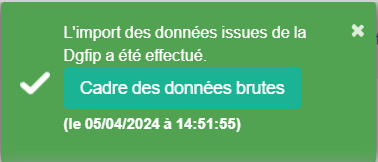 L'import des données issues de la
Dgfip a été effectué.
Cadre des données brutes
(le 05/04/2024 à 14:51:55)